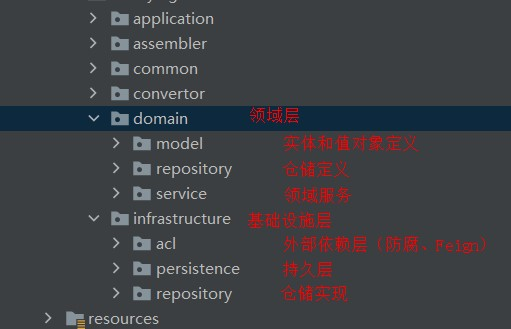 application
assembler
common
convertor
domain 领域层
model 实体和值对象定义
repository 仓储定义
service 领域服务
infrastructure 基础设施层
acl 外部依赖层（防腐、Feign）
persistence 持久层
repository 仓储实现
resources